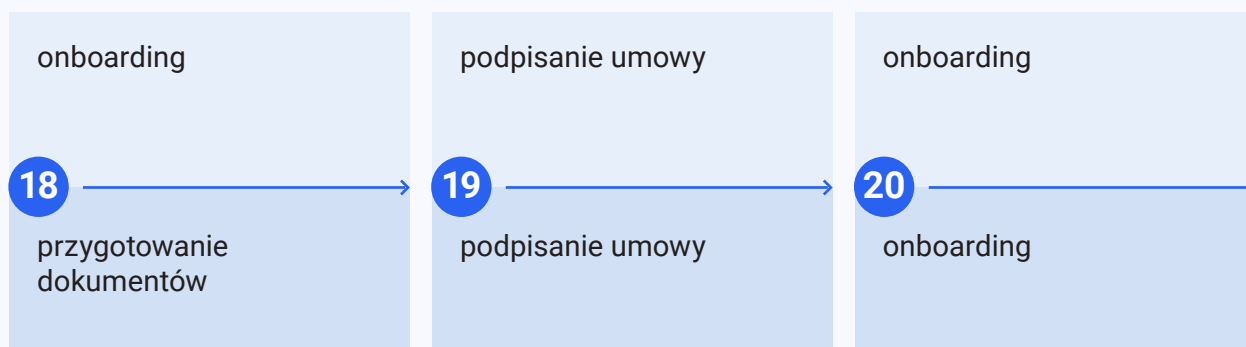 onboarding
podpisanie umowy
onboarding
18
19
20
przygotowanie
dokumentów
podpisanie umowy
onboarding